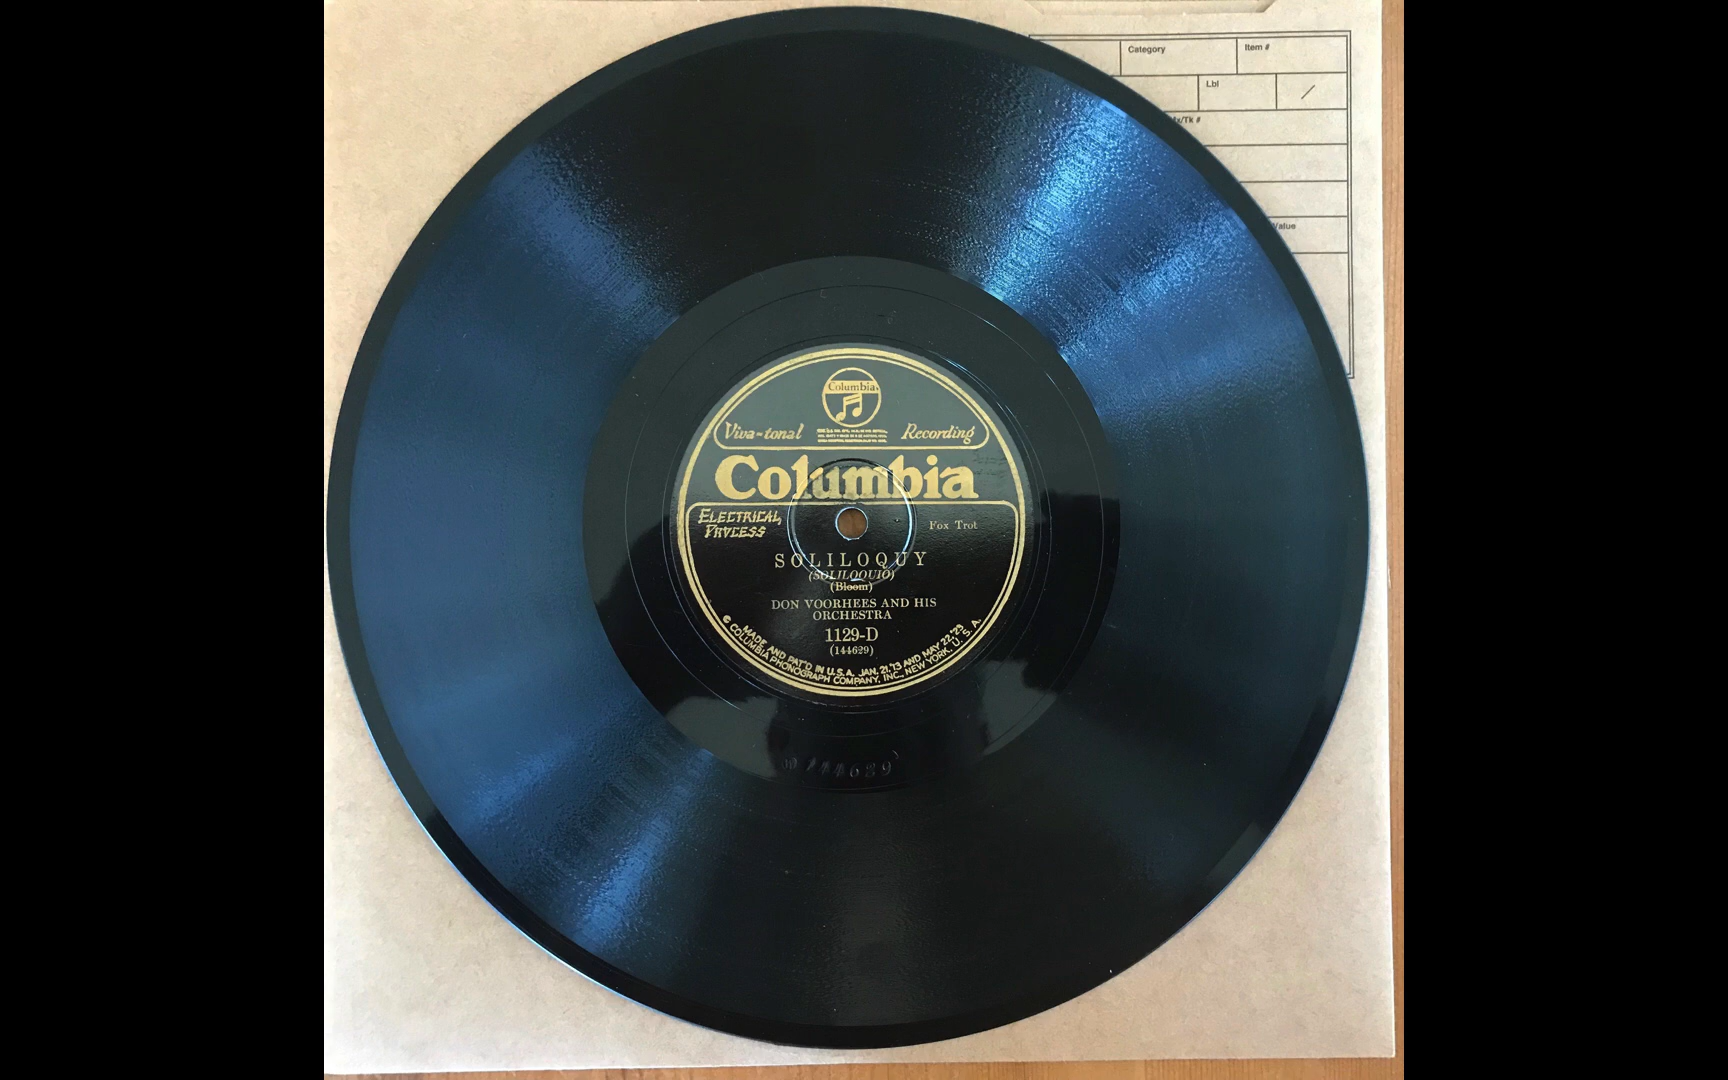 Category
Item #
Lbl
/Tk #
Value
Columbia
Viva-tonal Recording
Columbia
ELECTRICAL
PROCESS
Fox Trot
SOLILOQUY
(SOLILOQUIO)
(Bloom)
DON VOORHEES AND HIS
ORCHESTRA
1129-D
(144629)
MADE AND PAT'D IN U.S.A. JAN. 21,'13 AND MAY 22,'23
© COLUMBIA PHONOGRAPH COMPANY, INC., NEW YORK, U. S. A.
144629